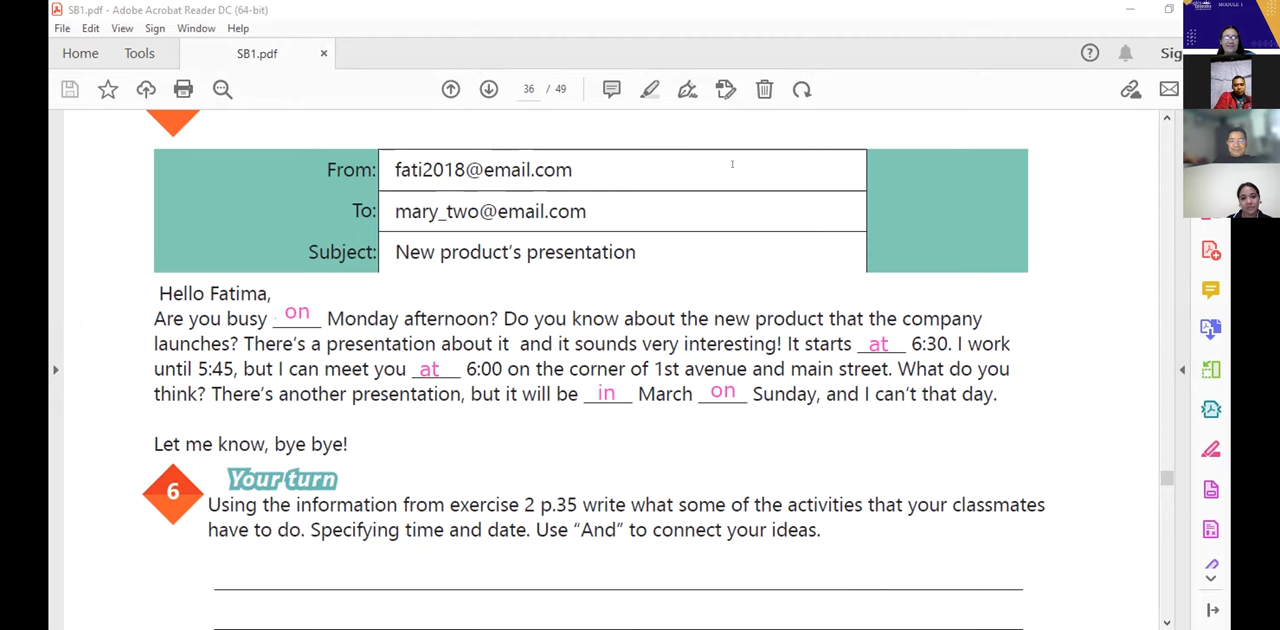 SB1.pdf - Adobe Acrobat Reader DC (64-bit)
MODULE 1
File Edit View Sign Window Help
Home Tools SB1.pdf × ? Sig
36 / 49
From: fati2018@email.com
To: mary_two@email.com
Subject: New product's presentation
Hello Fatima,
Are you busy on Monday afternoon? Do you know about the new product that the company
launches? There's a presentation about it and it sounds very interesting! It starts at 6:30. I work
until 5:45, but I can meet you at 6:00 on the corner of 1st avenue and main street. What do you
think? There's another presentation, but it will be in March on Sunday, and I can't that day.
Let me know, bye bye!
Your turn
6
Using the information from exercise 2 p.35 write what some of the activities that your classmates
have to do. Specifying time and date. Use “And” to connect your ideas.